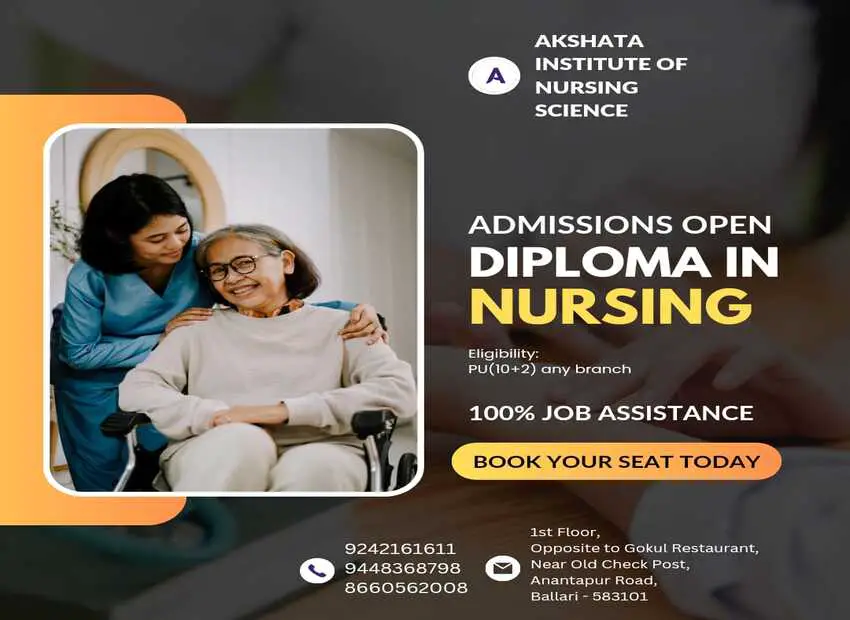 A
AKSHATA
INSTITUTE OF
NURSING
SCIENCE
ADMISSIONS OPEN
DIPLOMA IN
NURSING
Eligibility:
PU(10+2) any branch
100% JOB ASSISTANCE
BOOK YOUR SEAT TODAY
9242161611
9448368798
8660562008
1st Floor,
Opposite to Gokul Restaurant,
Near Old Check Post,
Anantapur Road,
Ballari - 583101